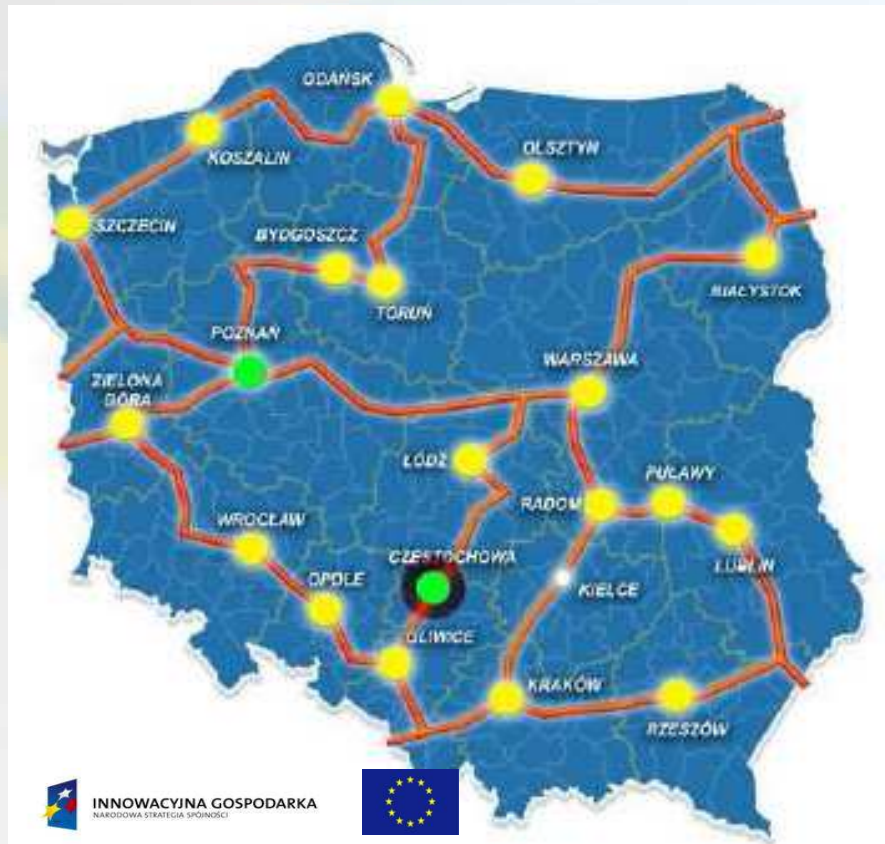 GDAŃSK
KOSZALIN
OLSZTYN
SZCZECIN
BYDGOSZCZ
BIAŁYSTOK
TORUŃ
POZNAŃ
WARSZAWA
ZIELONA
GÓRA
ŁÓDŹ
PUŁAWY
RADOM
WROCŁAW
CZĘSTOCHOWA
LUBLIN
OPOLE
KIELCE
GLIWICE
KRAKÓW
RZESZÓW
INNOWACYJNA GOSPODARKA
NARODOWA STRATEGIA SPÓJNOŚCI